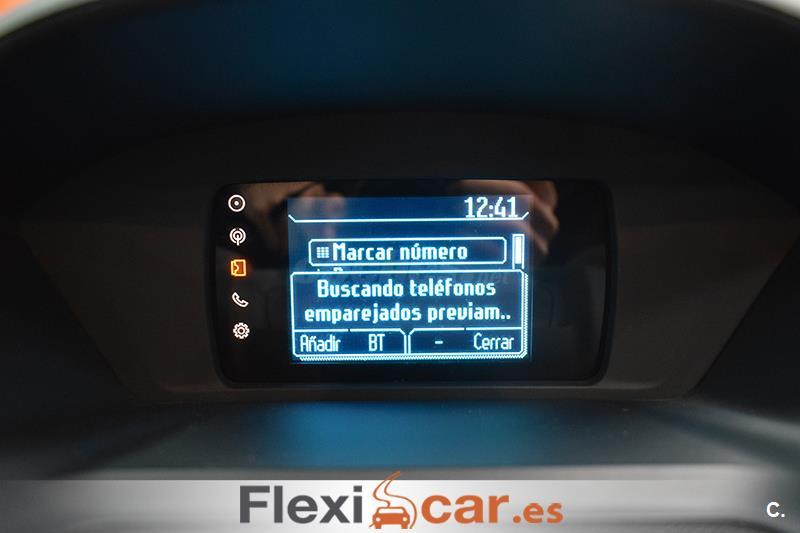 12:41
Marcar número
Buscando teléfonos
emparejados previam..
Añadir BT - Cerrar
Flexicar.es
C.